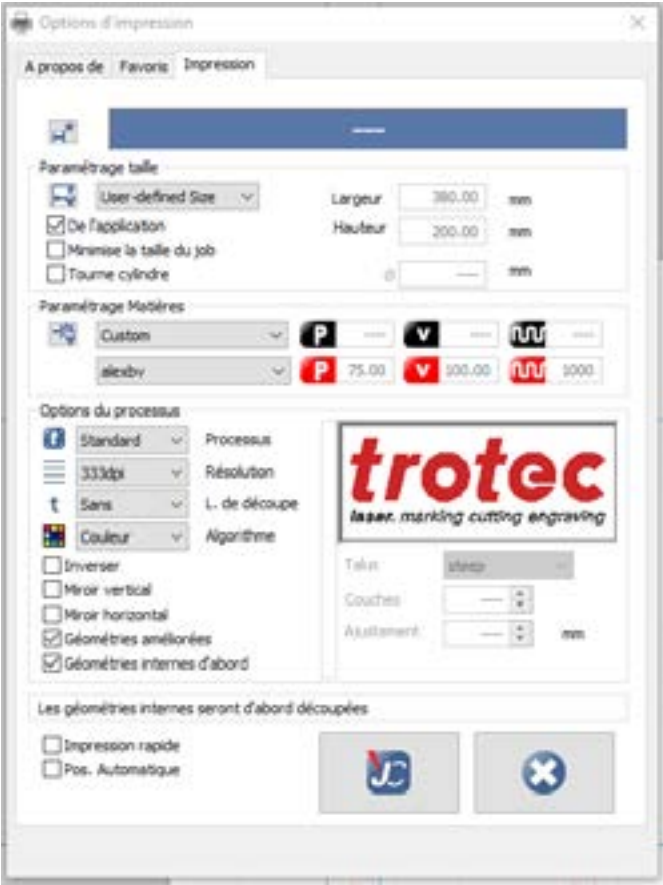 Options d'impression
A propos de Favoris Impression
---
Paramétrage taille
User-defined Size Largeur 380.00 mm
De l'application Hauteur 200.00 mm
Minimise la taille du job
Tourne cylindre ø --- mm
Paramétrage Matières
Custom P --- V --- ---
alexbv P 75.00 V 100.00 1000
Options du processus
Standard Processus
333dpi Résolution
t Sans L. de découpe
Couleur Algorithme
trotec
laser. marking cutting engraving
Inverser
Miroir vertical
Miroir horizontal
Géométries améliorées
Géométries internes d'abord
Talus steep
Couches ---
Ajustement --- mm
Les géométries internes seront d'abord découpées
Impression rapide
Pos. Automatique
JC